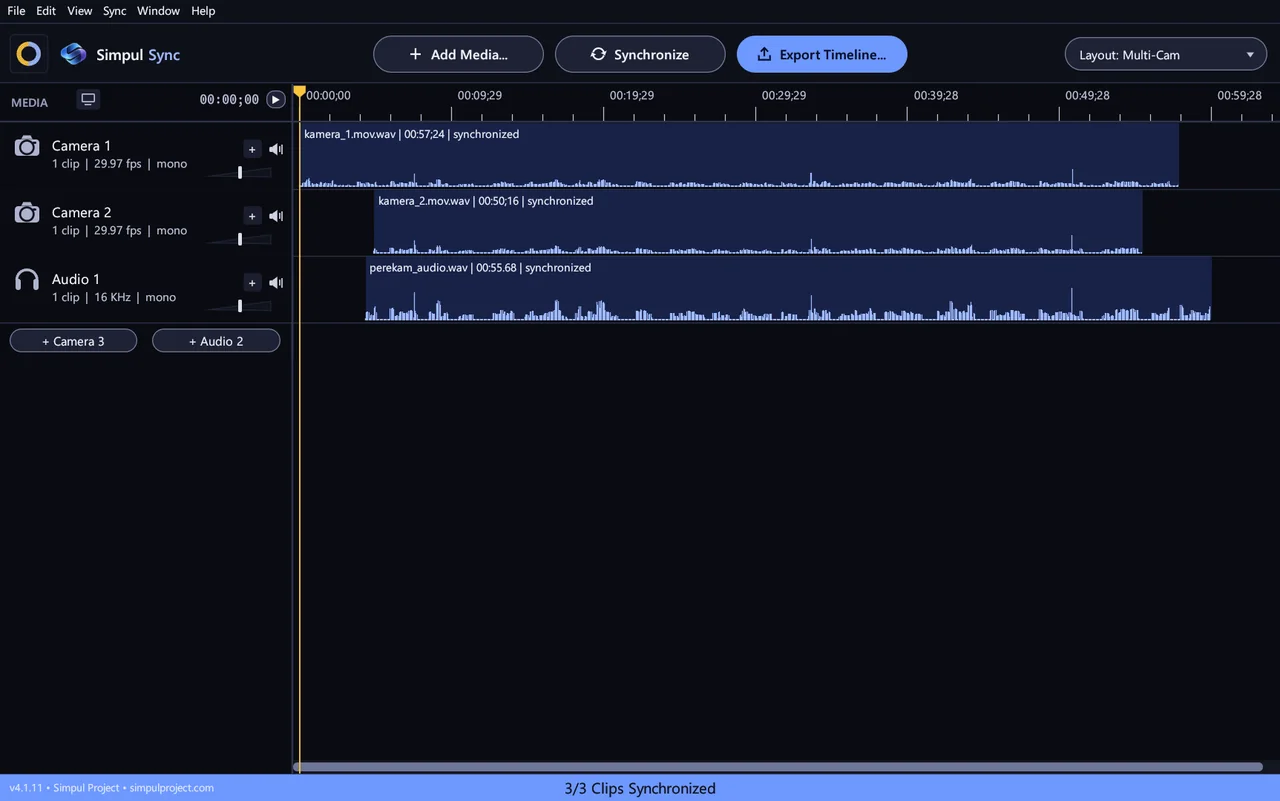 File Edit View Sync Window Help
Simpul Sync
Add Media...
Synchronize
Export Timeline...
Layout: Multi-Cam
MEDIA
00:00;00
00:00;00 00:09;29 00:19;29 00:29;29 00:39;28 00:49;28 00:59;28
Camera 1
1 clip | 29.97 fps | mono
kamera_1.mov.wav | 00:57;24 | synchronized
Camera 2
1 clip | 29.97 fps | mono
kamera_2.mov.wav | 00:50;16 | synchronized
Audio 1
1 clip | 16 KHz | mono
perekam_audio.wav | 00:55.68 | synchronized
+ Camera 3
+ Audio 2
v4.1.11 • Simpul Project • simpulproject.com
3/3 Clips Synchronized